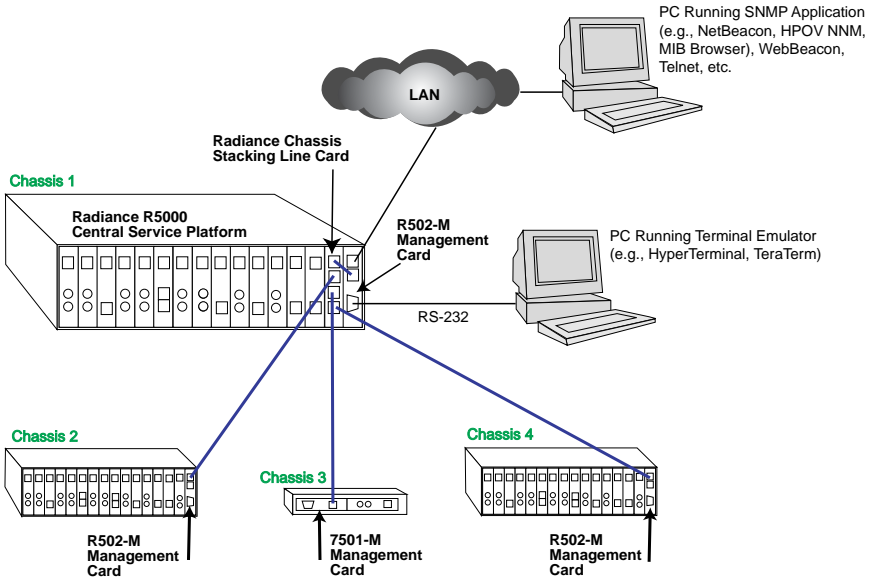 PC Running SNMP Application
(e.g., NetBeacon, HPOV NNM,
MIB Browser), WebBeacon,
Telnet, etc.
LAN
Radiance Chassis
Stacking Line Card
Chassis 1
Radiance R5000
Central Service Platform
R502-M
Management
Card
PC Running Terminal Emulator
(e.g., HyperTerminal, TeraTerm)
RS-232
Chassis 2
Chassis 3
Chassis 4
R502-M
Management
Card
7501-M
Management
Card
R502-M
Management
Card